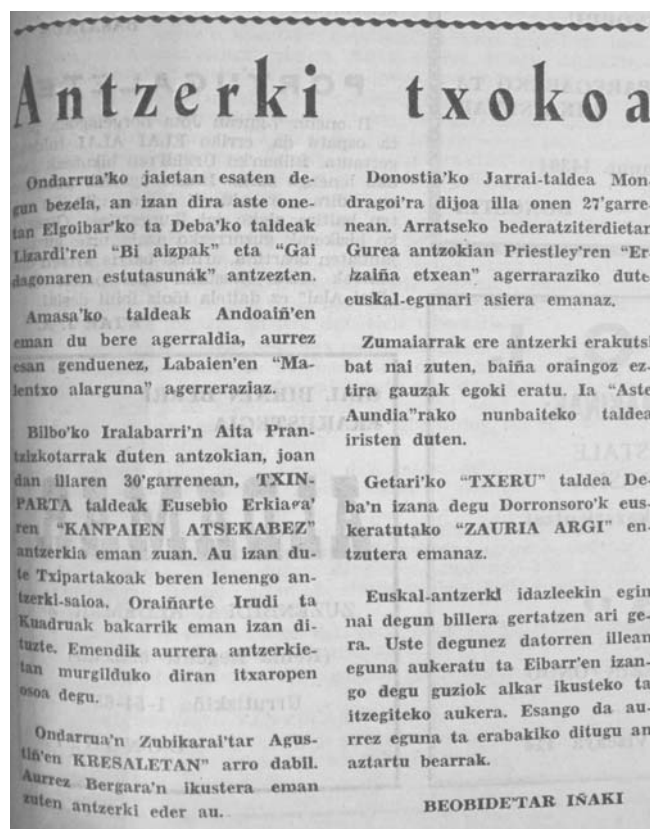 Antzerki txokoa
Ondarrua'ko jaietan esaten de-
gun bezela, an izan dira aste one-
tan Elgoibar'ko ta Deba'ko taldeak
Lizardi'ren "Bi aizpak" eta "Gai
dagonaren estutasunak" antzezten.
Amasa'ko taldeak Andoaiñ'en
eman du bere agerraldia, aurrez
esan genduenez, Labaien'en "Ma-
lentxo alarguna" agerreraziaz.
Bilbo'ko Iralabarri'n Aita Pran-
tzizkotarrak duten antzokian, joan
dan illaren 30'garrenean, TXIN-
PARTA taldeak Eusebio Erkiaga'
ren "KANPAIEN ATSEKABEZ"
antzerkia eman zuan. Au izan du-
te Txipartakoak beren lenengo an-
tzerki-saioa. Oraiñarte Irudi ta
Kuadruak bakarrik eman izan di-
tuzte. Emendik aurrera antzerkie-
tan murgilduko diran itxaropen
osoa degu.
Ondarrua'n Zubikarai'tar Agus-
tiñ'en KRESALETAN" arro dabil.
Aurrez Bergara'n ikustera eman
zuten antzerki eder au.
Donostia'ko Jarrai-taldea Mon-
dragoi'ra dijoa illa onen 27'garre-
nean. Arratseko bederatziterdietan
Gurea antzokian Priestley'ren "Er-
tzaiña etxean" agerraraziko dute
euskal-egunari asiera emanaz.
Zumaiarrak ere antzerki erakutsi
bat nai zuten, baiña oraingoz ez-
tira gauzak egoki eratu. Ia "Aste
Aundia"rako nunbaiteko taldea
iristen duten.
Getari'ko "TXERU" taldea De-
ba'n izana degu Dorronsoro'k eus-
keratutako "ZAURIA ARGI" en-
tzutera emanaz.
Euskal-antzerki idazleekin egin
nai degun billera gertatzen ari ge-
ra. Uste degunez datorren illean
eguna aukeratu ta Eibarr'en izan-
go degu guziok alkar ikusteko ta
itzegiteko aukera. Esango da au-
rrez eguna ta erabakiko ditugu an
aztartu bearrak.
BEOBIDETAR IÑAKI